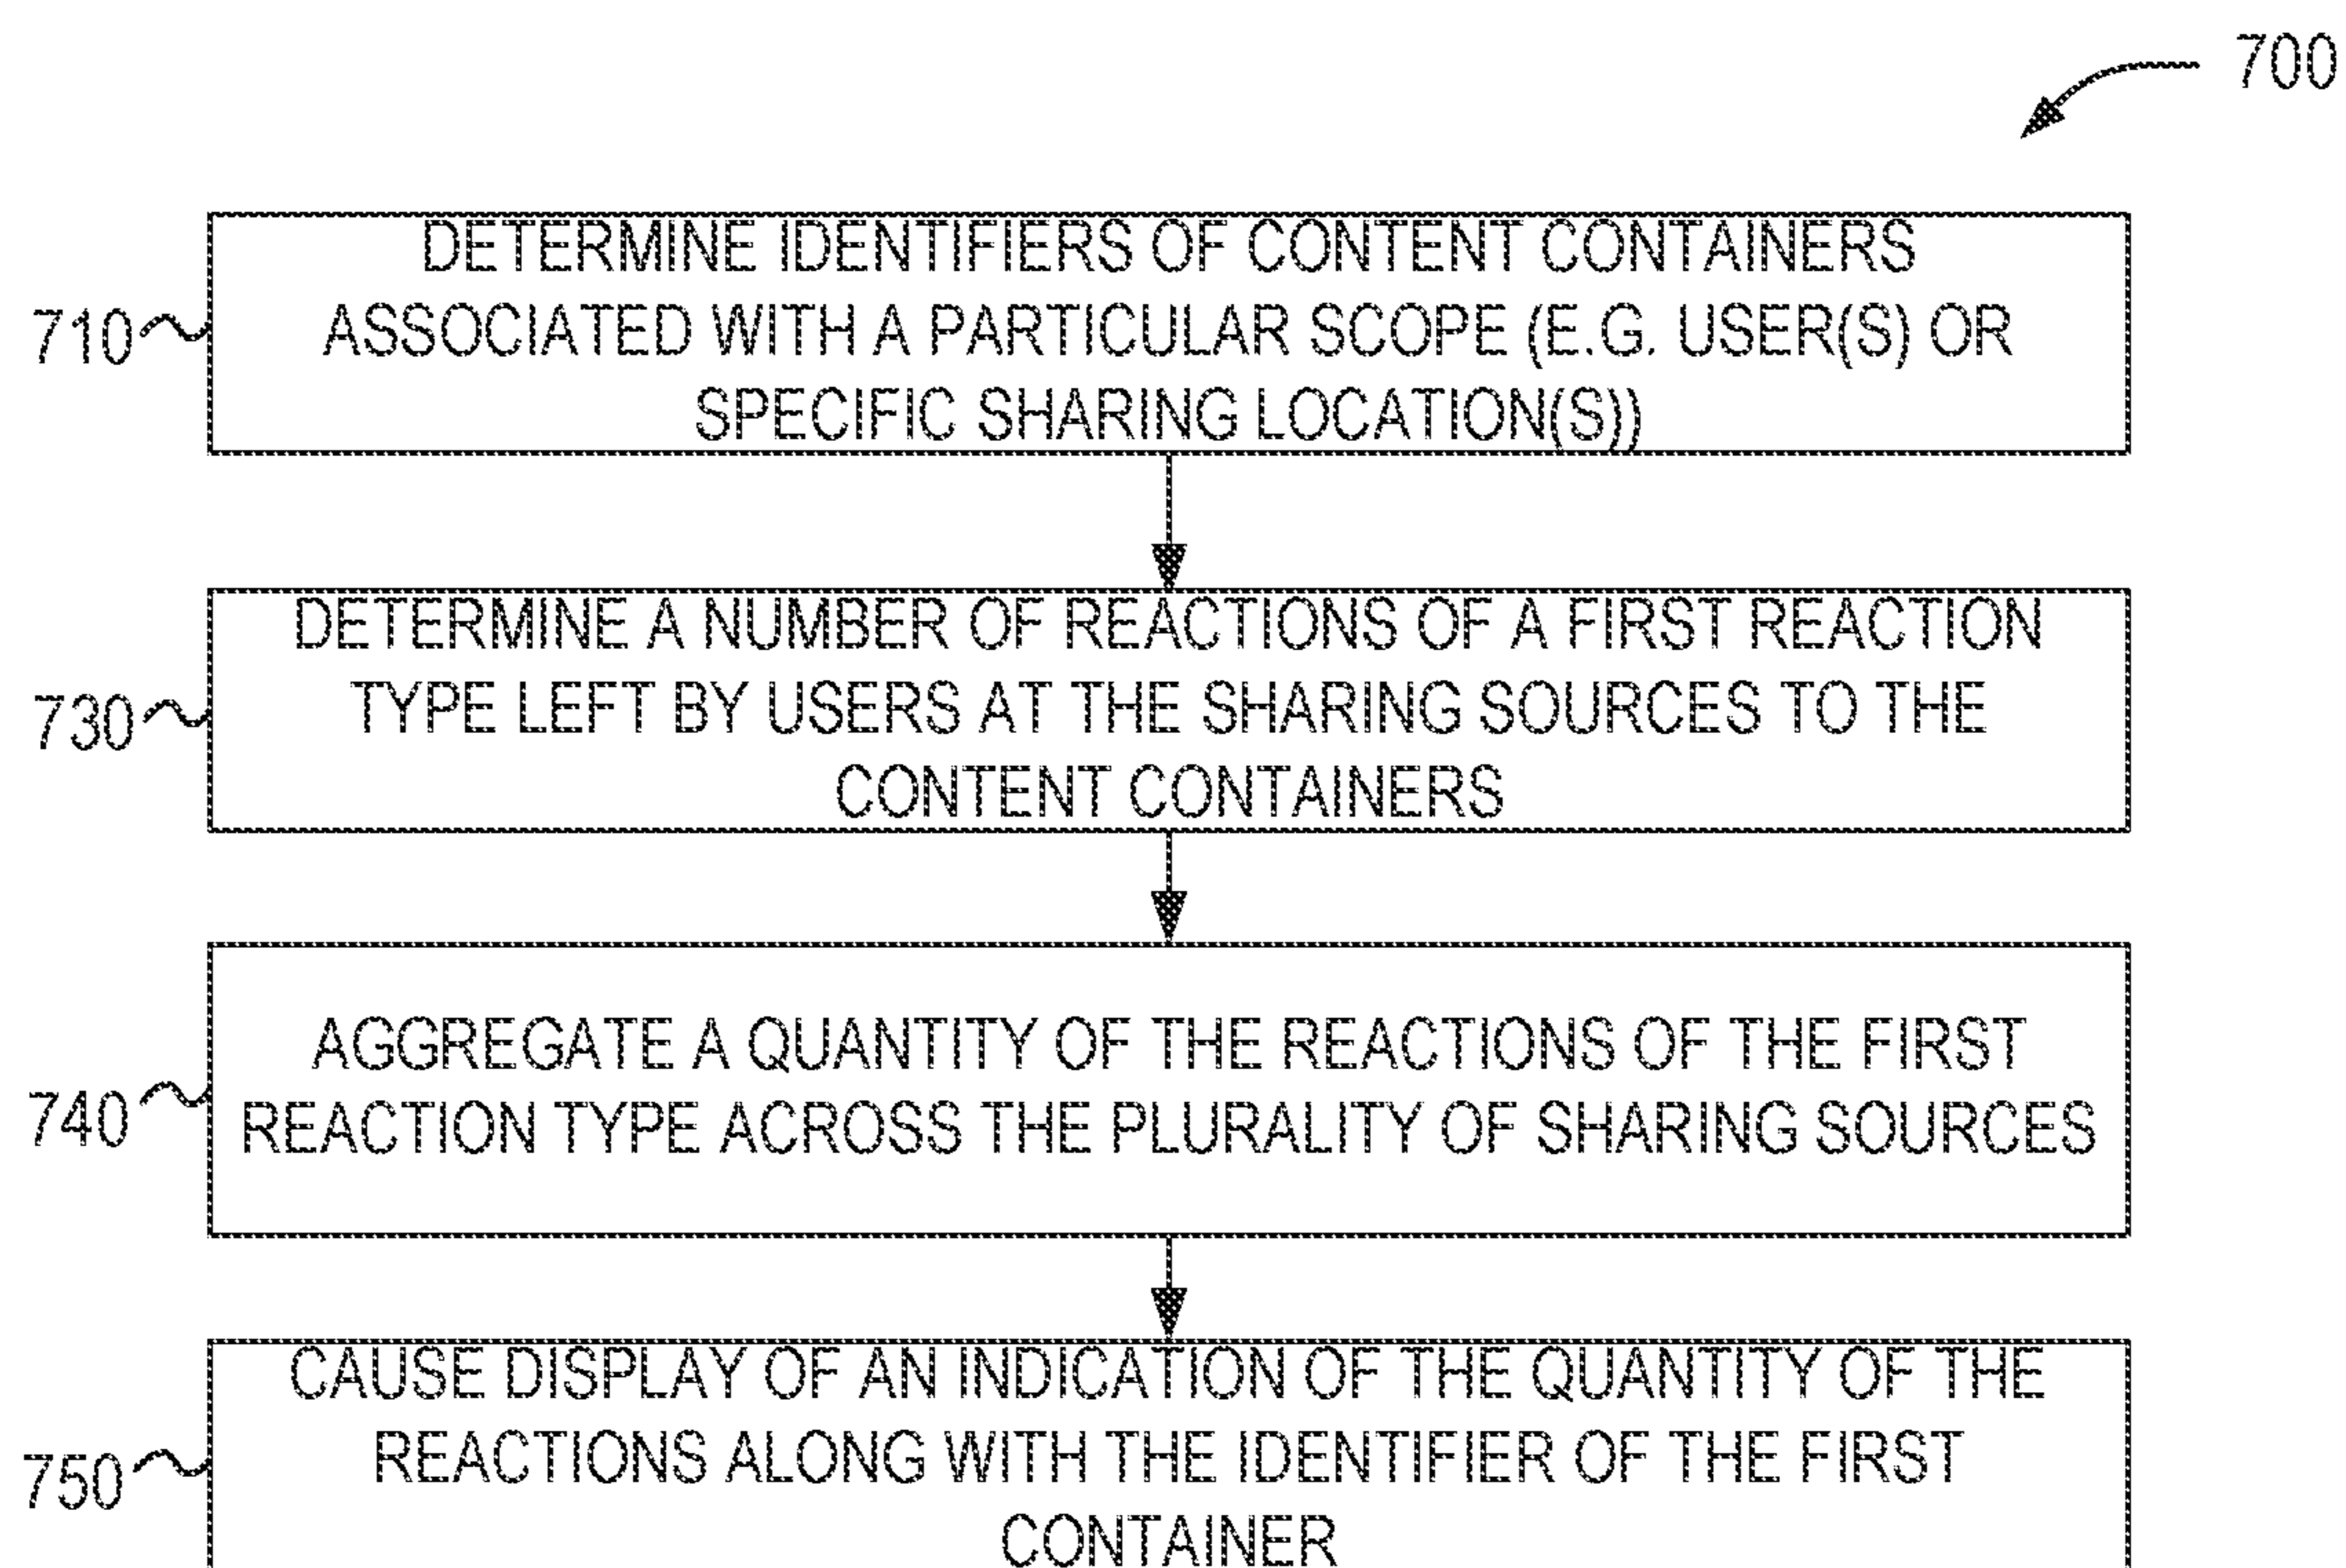 700
DETERMINE IDENTIFIERS OF CONTENT CONTAINERS
ASSOCIATED WITH A PARTICULAR SCOPE (E.G. USER(S) OR
SPECIFIC SHARING LOCATION(S))
710
DETERMINE A NUMBER OF REACTIONS OF A FIRST REACTION
TYPE LEFT BY USERS AT THE SHARING SOURCES TO THE
CONTENT CONTAINERS
730
AGGREGATE A QUANTITY OF THE REACTIONS OF THE FIRST
REACTION TYPE ACROSS THE PLURALITY OF SHARING SOURCES
740
CAUSE DISPLAY OF AN INDICATION OF THE QUANTITY OF THE
REACTIONS ALONG WITH THE IDENTIFIER OF THE FIRST
CONTAINER
750